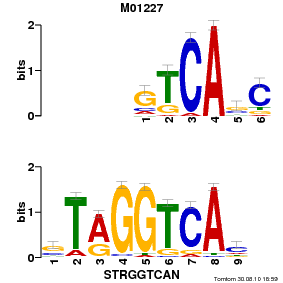 M01227
bits
2
1
0
G T C A C
1 2 3 4 5 6
bits
2
1
0
T A G G T C A
1 2 3 4 5 6 7 8 9
STRGGTCAN
Tomtom 30.08.10 18:59